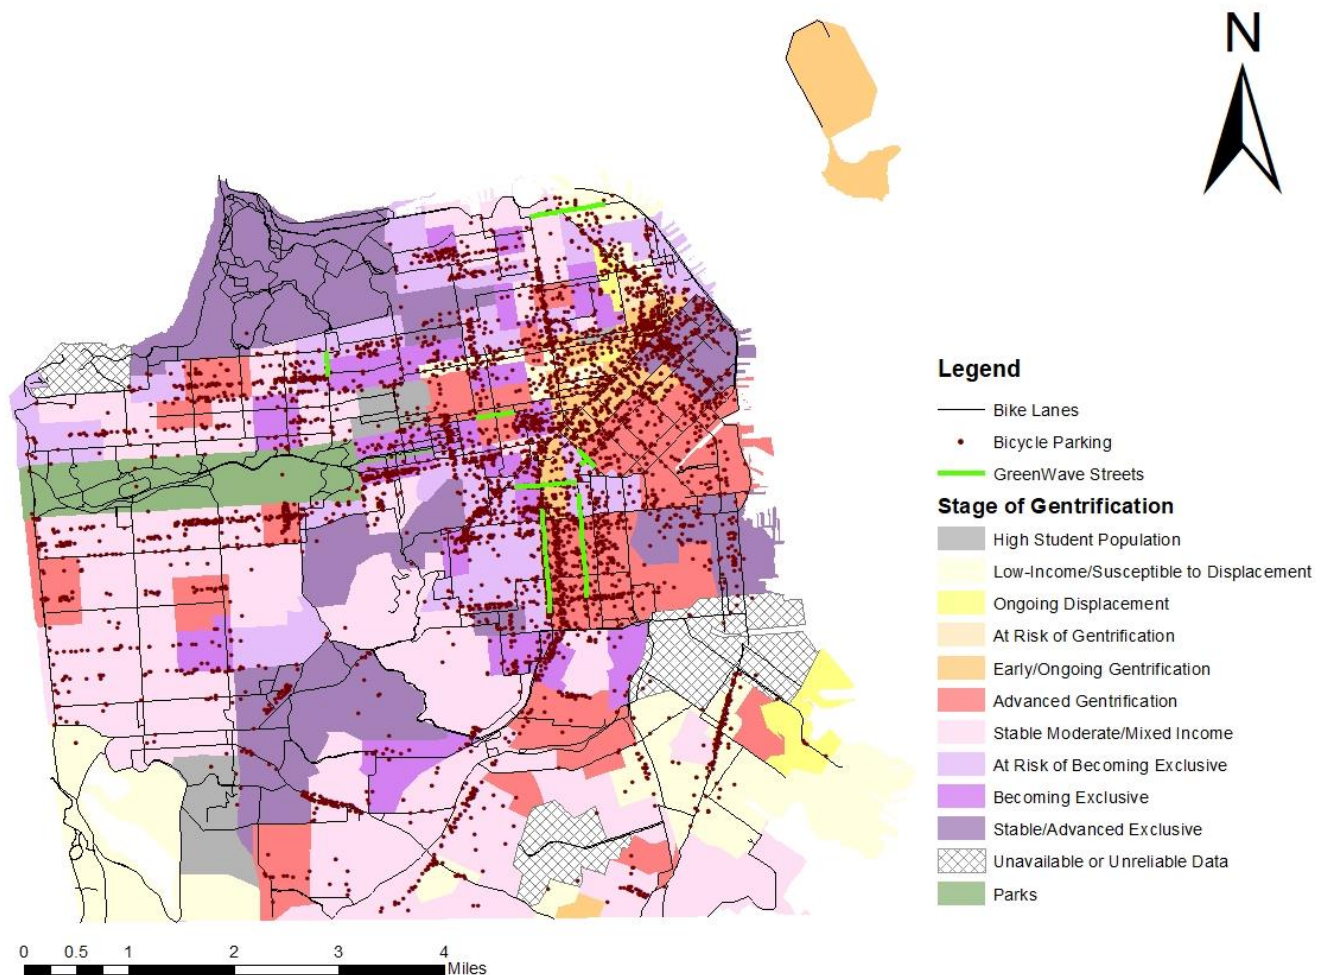 N
Legend
Bike Lanes
Bicycle Parking
GreenWave Streets
Stage of Gentrification
High Student Population
Low-Income/Susceptible to Displacement
Ongoing Displacement
At Risk of Gentrification
Early/Ongoing Gentrification
Advanced Gentrification
Stable Moderate/Mixed Income
At Risk of Becoming Exclusive
Becoming Exclusive
Stable/Advanced Exclusive
Unavailable or Unreliable Data
Parks
0 0.5 1 2 3 4
Miles